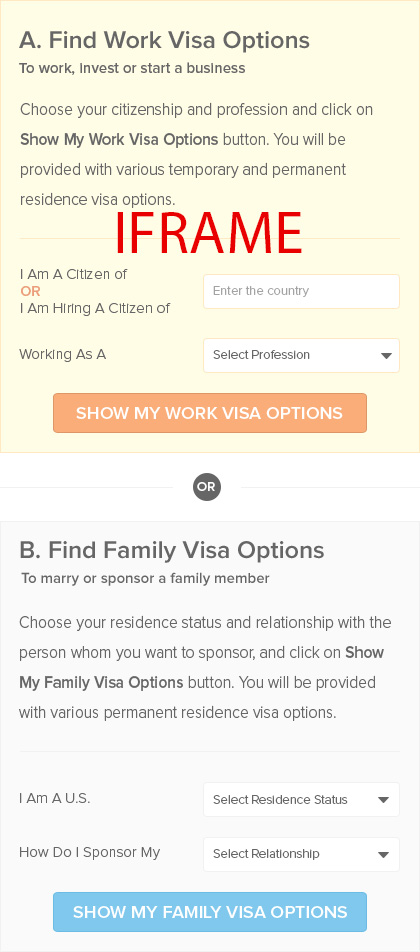 A. Find Work Visa Options
To work, invest or start a business
Choose your citizenship and profession and click on
Show My Work Visa Options button. You will be
provided with various temporary and permanent
residence visa options.
IFRAME
I Am A Citizen of
OR
I Am Hiring A Citizen of
Enter the country
Working As A
Select Profession
SHOW MY WORK VISA OPTIONS
OR
B. Find Family Visa Options
To marry or sponsor a family member
Choose your residence status and relationship with the
person whom you want to sponsor, and click on Show
My Family Visa Options button. You will be provided
with various permanent residence visa options.
I Am A U.S.
Select Residence Status
How Do I Sponsor My
Select Relationship
SHOW MY FAMILY VISA OPTIONS